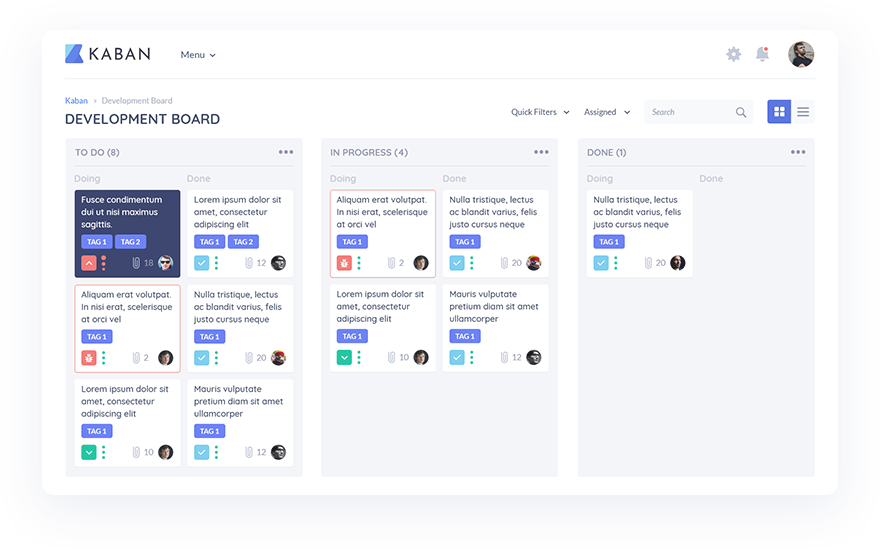 KABAN
Menu
Kaban > Development Board
DEVELOPMENT BOARD
Quick Filters
Assigned
Search
TO DO (8)
Doing
Done
Fusce condimentum
dui ut nisi maximus
sagittis.
TAG 1 TAG 2
18
Lorem ipsum dolor sit
amet, consectetur
adipiscing elit
TAG 1 TAG 2
12
Aliquam erat volutpat.
In nisi erat, scelerisque
at orci vel
TAG 1
2
Nulla tristique, lectus
ac blandit varius, felis
justo cursus neque
TAG 1
20
Lorem ipsum dolor sit
amet, consectetur
adipiscing elit
TAG 1
10
Mauris vulputate
pretium diam sit amet
ullamcorper
TAG 1
12
IN PROGRESS (4)
Doing
Done
Aliquam erat volutpat.
In nisi erat, scelerisque
at orci vel
TAG 1
2
Nulla tristique, lectus
ac blandit varius, felis
justo cursus neque
TAG 1
20
Lorem ipsum dolor sit
amet, consectetur
adipiscing elit
TAG 1
10
Mauris vulputate
pretium diam sit amet
ullamcorper
TAG 1
12
DONE (1)
Doing
Done
Nulla tristique, lectus
ac blandit varius, felis
justo cursus neque
TAG 1
20